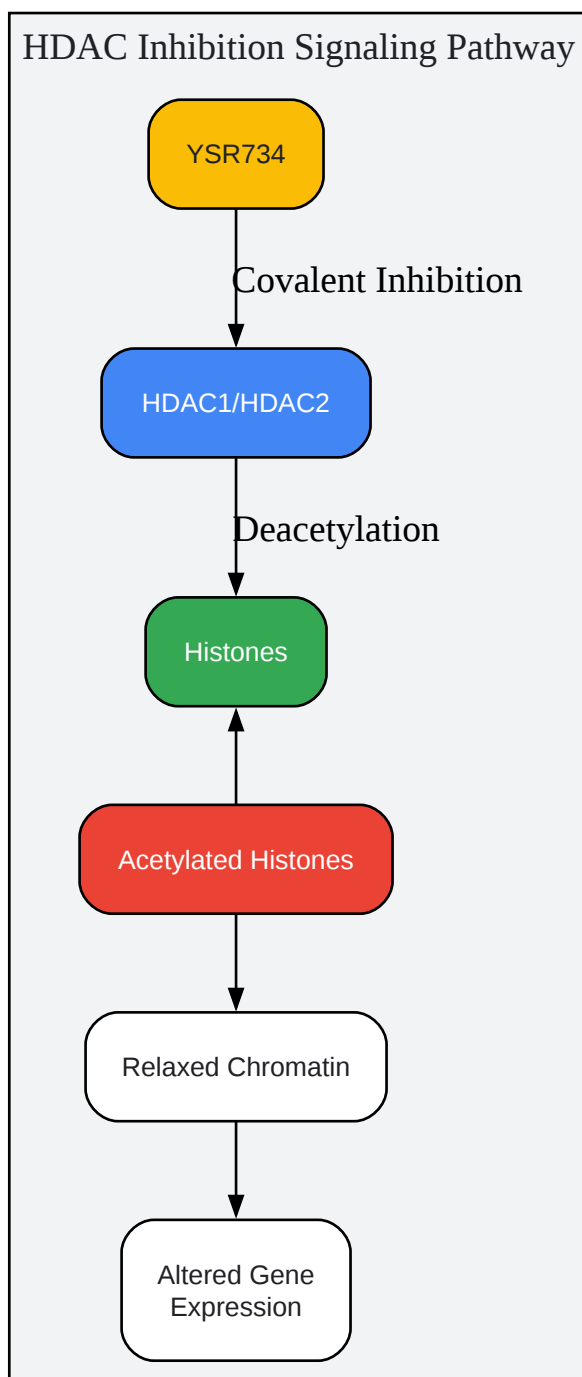 HDAC Inhibition Signaling Pathway
YSR734
Covalent Inhibition
HDAC1/HDAC2
Deacetylation
Histones
Acetylated Histones
Relaxed Chromatin
Altered Gene
Expression